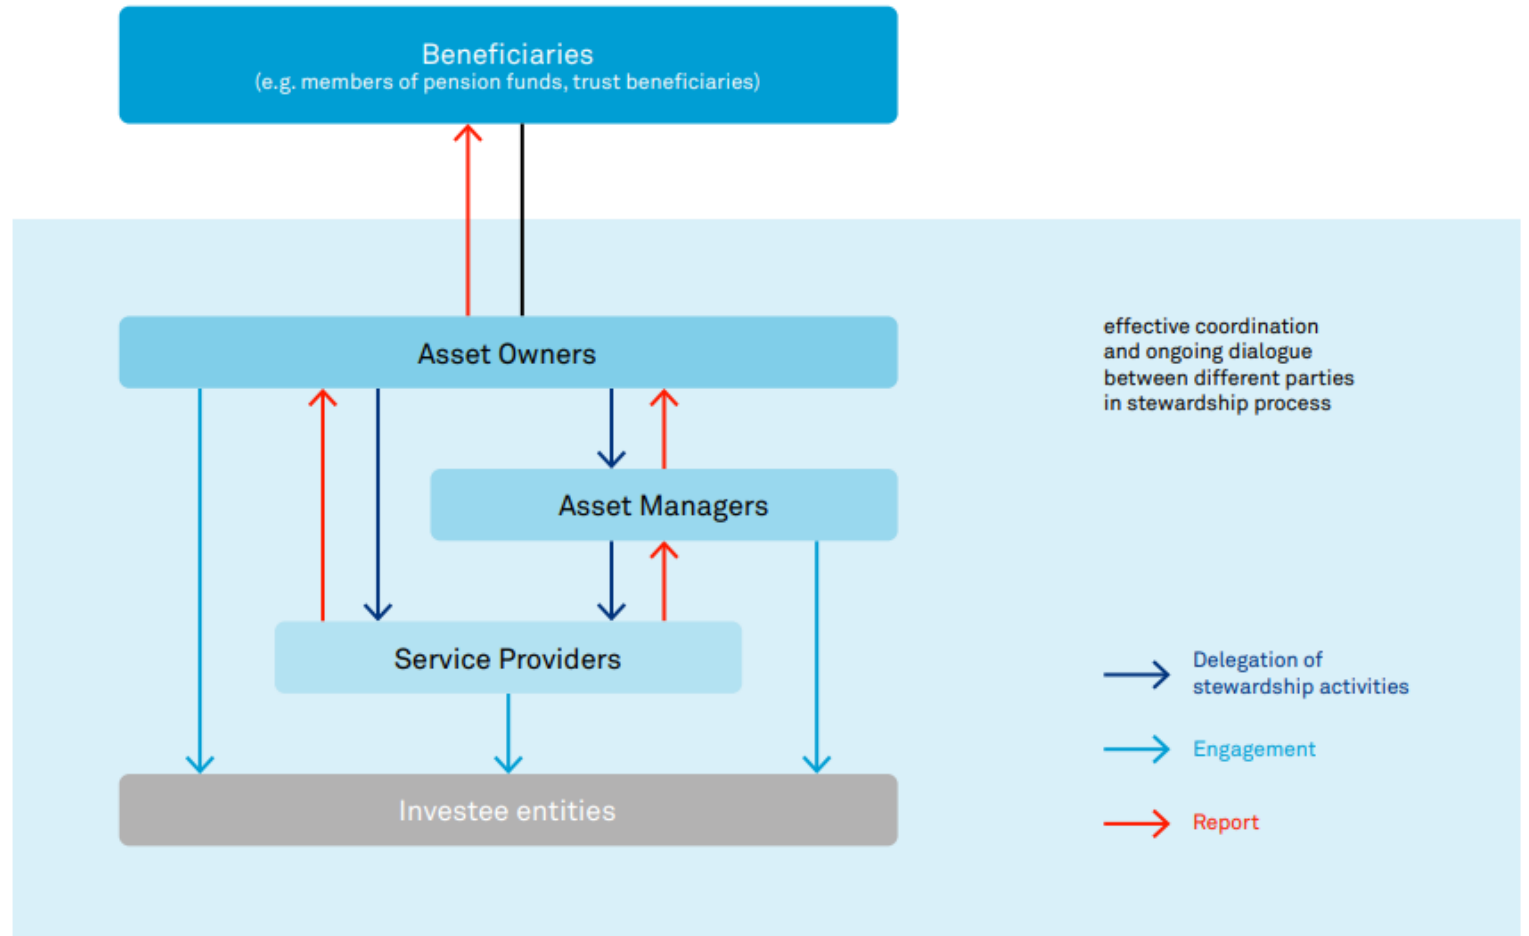 Beneficiaries
(e.g. members of pension funds, trust beneficiaries)
Asset Owners
effective coordination
and ongoing dialogue
between different parties
in stewardship process
Asset Managers
Service Providers
Delegation of
stewardship activities
Engagement
Investee entities
Report